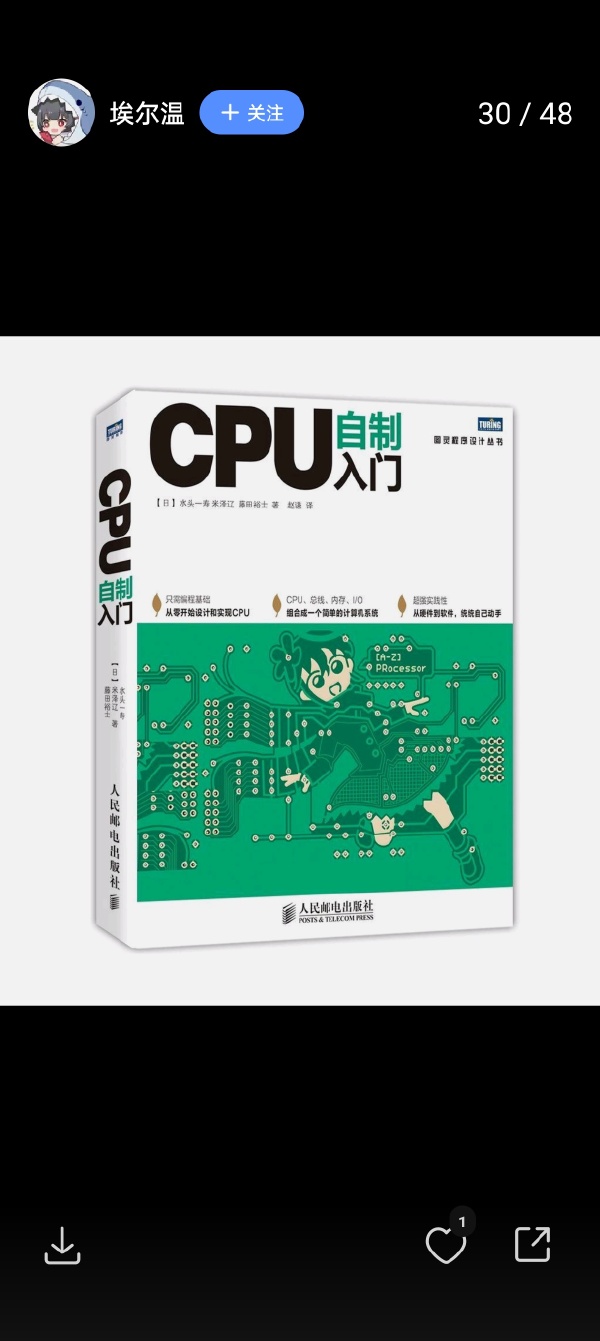 埃尔温
+ 关注
30 / 48
TURING
图灵程序设计丛书
CPU自制
入门
【日】水头一寿 米泽辽 藤田裕士 著 赵谦 译
只需编程基础
从零开始设计和实现CPU
CPU、总线、内存、I/O
组合成一个简单的计算机系统
超强实践性
从硬件到软件,统统自己动手
[A-Z]
PRocessor
人民邮电出版社
POSTS & TELECOM PRESS
TURING
CPU
自制
入门
【日】水头一寿 米泽辽 藤田裕士 著
人民邮电出版社
1